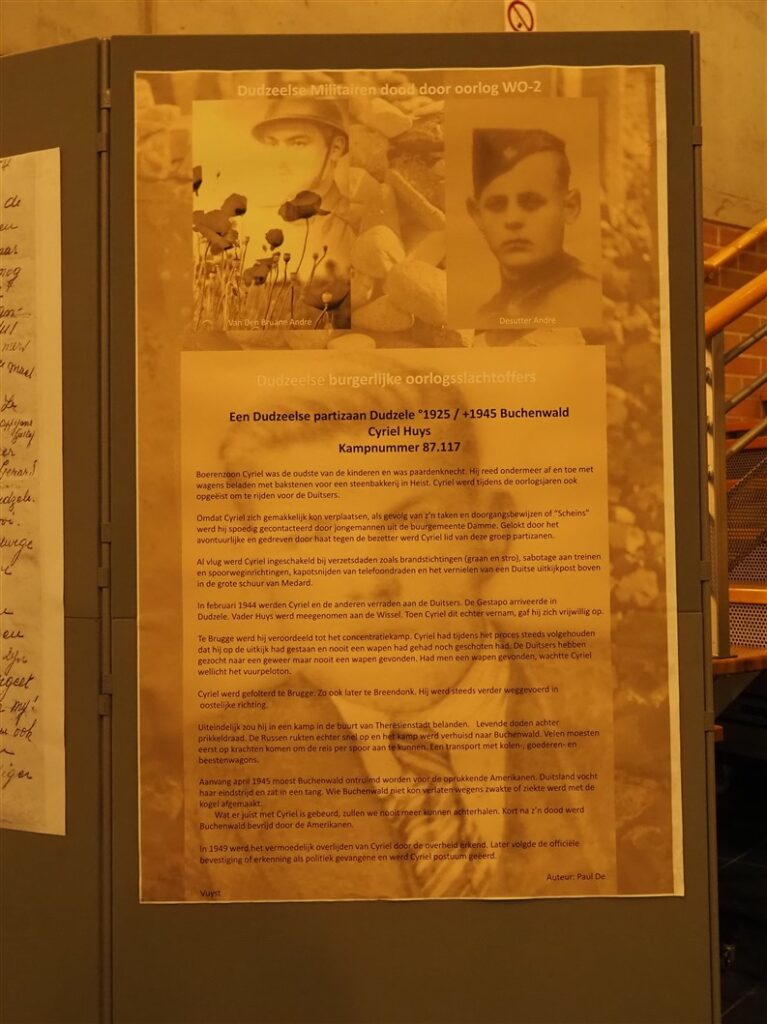 Dudzeelse Militairen dood door oorlog WO-2
Van Den Bruane André
Desutter André
Dudzeelse burgerlijke oorlogsslachtoffers
Een Dudzeelse partizaan Dudzele °1925 / +1945 Buchenwald
Cyriel Huys
Kampnummer 87.117
Boerenzoon Cyriel was de oudste van de kinderen en was paardenknecht. Hij reed ondermeer af en toe met
wagens beladen met bakstenen voor een steenbakkerij in Heist. Cyriel werd tijdens de oorlogsjaren ook
opgeëist om te rijden voor de Duitsers.
Omdat Cyriel zich gemakkelijk kon verplaatsen, als gevolg van z'n taken en doorgangsbewijzen of "Scheins"
werd hij spoedig gecontacteerd door jongemannen uit de buurgemeente Damme. Gelokt door het
avontuurlijke en gedreven door haat tegen de bezetter werd Cyriel lid van deze groep partizanen.
Al vlug werd Cyriel ingeschakeld bij verzetsdaden zoals brandstichtingen (graan en stro), sabotage aan treinen
en spoorweginrichtingen, kapotsnijden van telefoondraden en het vernielen van een Duitse uitkijkpost boven
in de grote schuur van Medard.
In februari 1944 werden Cyriel en de anderen verraden aan de Duitsers. De Gestapo arriveerde in
Dudzele. Vader Huys werd meegenomen aan de Wissel. Toen Cyriel dit echter vernam, gaf hij zich vrijwillig op.
Te Brugge werd hij veroordeeld tot het concentratiekamp. Cyriel had tijdens het proces steeds volgehouden
dat hij op de uitkijk had gestaan en nooit een wapen had gehad noch geschoten had. De Duitsers hebben
gezocht naar een geweer maar nooit een wapen gevonden. Had men een wapen gevonden, wachtte Cyriel
wellicht het vuurpeloton.
Cyriel werd gefolterd te Brugge. Zo ook later te Breendonk. Hij werd steeds verder weggevoerd in
oostelijke richting.
Uiteindelijk zou hij in een kamp in de buurt van Theresienstadt belanden. Levende doden achter
prikkeldraad. De Russen rukten echter snel op en het kamp werd verhuisd naar Buchenwald. Velen moesten
eerst op krachten komen om de reis per spoor aan te kunnen. Een transport met kolen-, goederen- en
beestenwagons.
Aanvang april 1945 moest Buchenwald ontruimd worden voor de oprukkende Amerikanen. Duitsland vocht
haar eindstrijd en zat in een tang. Wie Buchenwald niet kon verlaten wegens zwakte of ziekte werd met de
kogel afgemaakt.
Wat er juist met Cyriel is gebeurd, zullen we nooit meer kunnen achterhalen. Kort na z'n dood werd
Buchenwald bevrijd door de Amerikanen.
In 1949 werd het vermoedelijk overlijden van Cyriel door de overheid erkend. Later volgde de officiële
bevestiging of erkenning als politiek gevangene en werd Cyriel postuum geëerd.
Auteur: Paul De
Vuyst